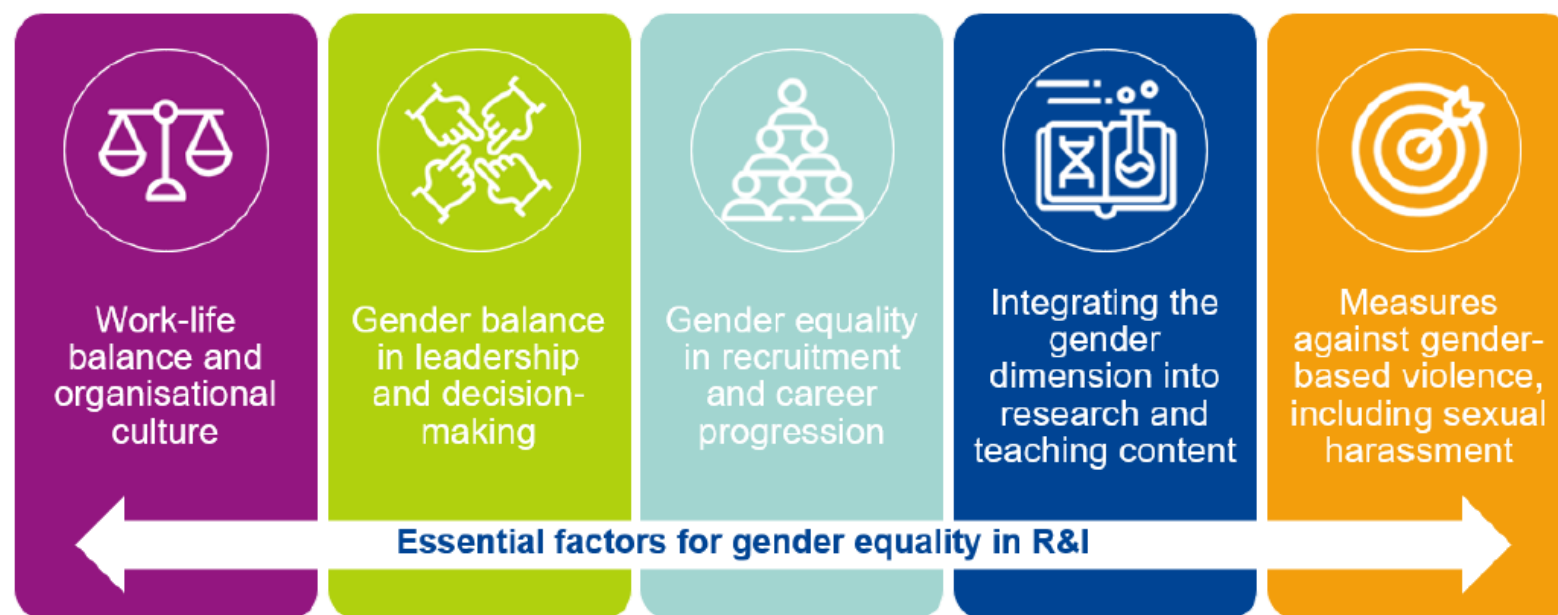 Work-life
balance and
organisational
culture
Gender balance
in leadership
and decision-
making
Gender equality
in recruitment
and career
progression
Integrating the
gender
dimension into
research and
teaching content
Measures
against gender-
based violence,
including sexual
harassment
Essential factors for gender equality in R&I